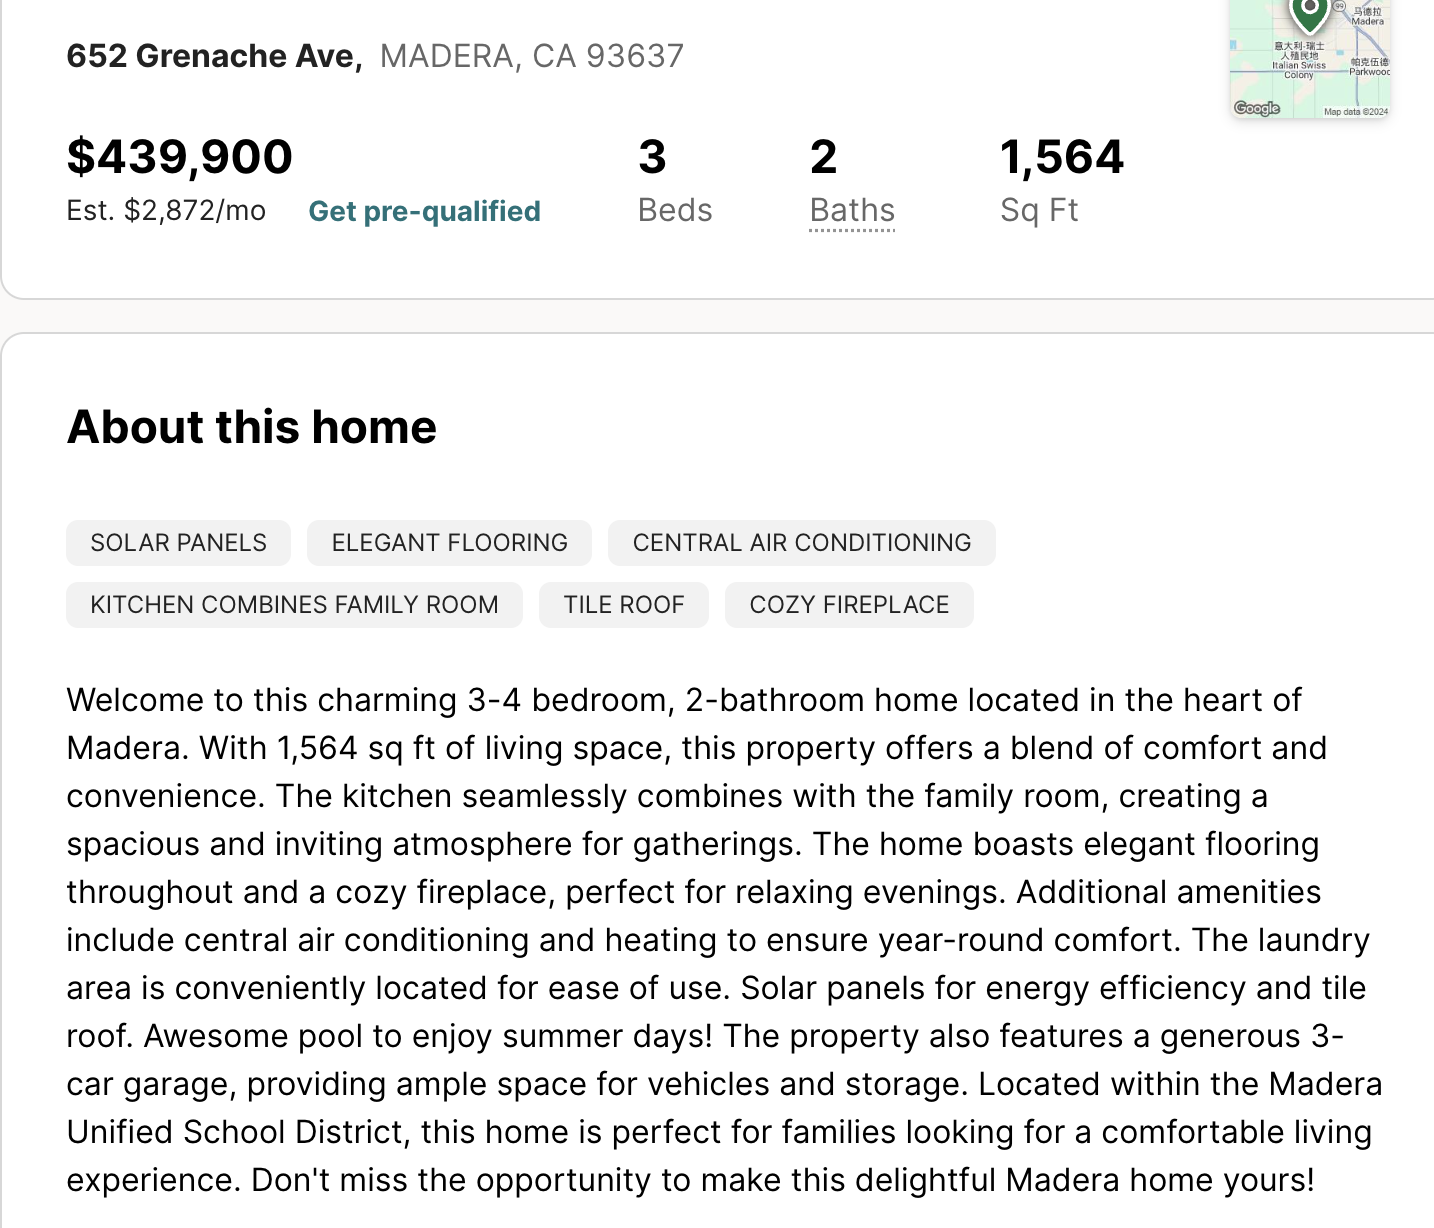 652 Grenache Ave, MADERA, CA 93637
99
马德拉
Madera
意大利-瑞士
人殖民地
Italian Swiss
Colony
帕克伍德
Parkwood
Google
Map data ©2024
$439,900
Est. $2,872/mo Get pre-qualified
3
Beds
2
Baths
1,564
Sq Ft
About this home
SOLAR PANELS ELEGANT FLOORING CENTRAL AIR CONDITIONING
KITCHEN COMBINES FAMILY ROOM TILE ROOF COZY FIREPLACE
Welcome to this charming 3-4 bedroom, 2-bathroom home located in the heart of
Madera. With 1,564 sq ft of living space, this property offers a blend of comfort and
convenience. The kitchen seamlessly combines with the family room, creating a
spacious and inviting atmosphere for gatherings. The home boasts elegant flooring
throughout and a cozy fireplace, perfect for relaxing evenings. Additional amenities
include central air conditioning and heating to ensure year-round comfort. The laundry
area is conveniently located for ease of use. Solar panels for energy efficiency and tile
roof. Awesome pool to enjoy summer days! The property also features a generous 3-
car garage, providing ample space for vehicles and storage. Located within the Madera
Unified School District, this home is perfect for families looking for a comfortable living
experience. Don't miss the opportunity to make this delightful Madera home yours!